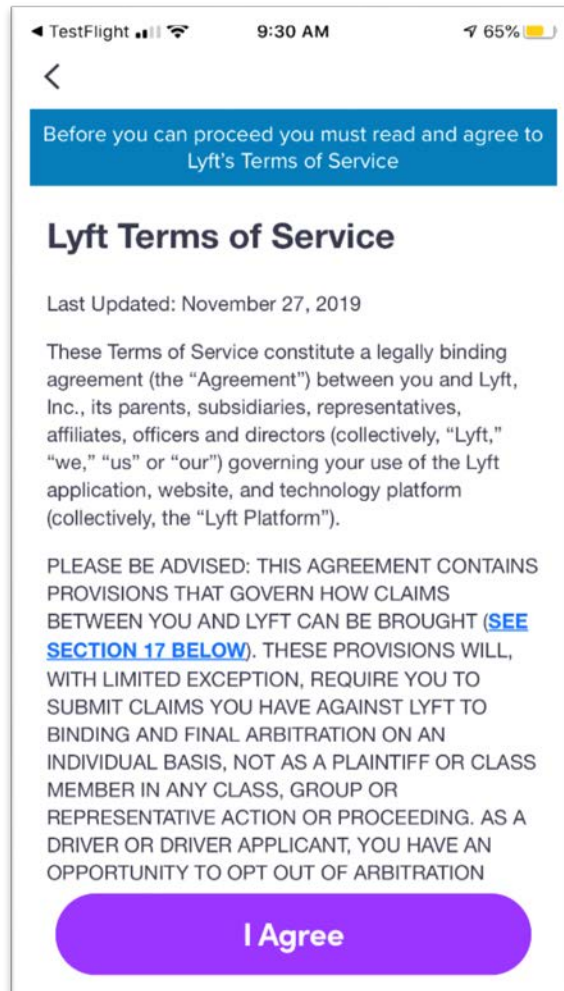 TestFlight 9:30 AM 65%
Before you can proceed you must read and agree to
Lyft's Terms of Service
Lyft Terms of Service
Last Updated: November 27, 2019
These Terms of Service constitute a legally binding
agreement (the “Agreement”) between you and Lyft,
Inc., its parents, subsidiaries, representatives,
affiliates, officers and directors (collectively, “Lyft,”
“we,” “us” or “our”) governing your use of the Lyft
application, website, and technology platform
(collectively, the “Lyft Platform”).
PLEASE BE ADVISED: THIS AGREEMENT CONTAINS
PROVISIONS THAT GOVERN HOW CLAIMS
BETWEEN YOU AND LYFT CAN BE BROUGHT (SEE
SECTION 17 BELOW). THESE PROVISIONS WILL,
WITH LIMITED EXCEPTION, REQUIRE YOU TO
SUBMIT CLAIMS YOU HAVE AGAINST LYFT TO
BINDING AND FINAL ARBITRATION ON AN
INDIVIDUAL BASIS, NOT AS A PLAINTIFF OR CLASS
MEMBER IN ANY CLASS, GROUP OR
REPRESENTATIVE ACTION OR PROCEEDING. AS A
DRIVER OR DRIVER APPLICANT, YOU HAVE AN
OPPORTUNITY TO OPT OUT OF ARBITRATION
I Agree